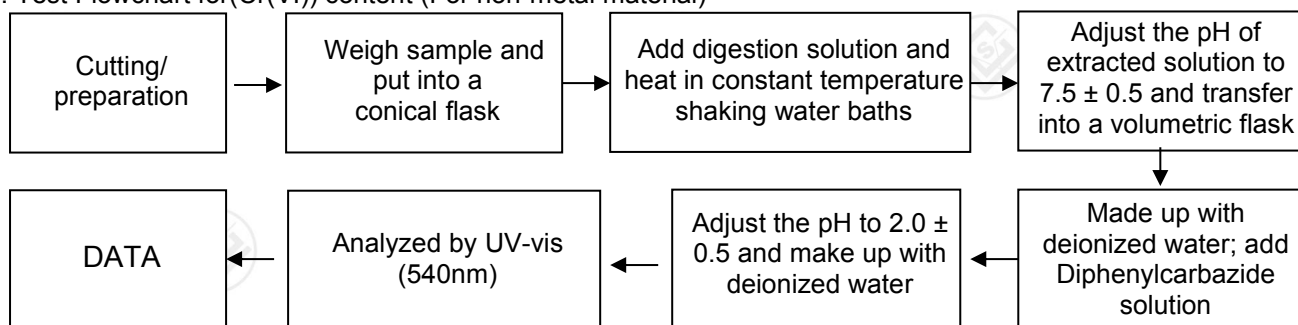 . Test Flowchart for(Cr(VI)) content (For non-metal material)
Cutting/
preparation
Weigh sample and
put into a
conical flask
Add digestion solution and
heat in constant temperature
shaking water baths
Adjust the pH of
extracted solution to
7.5 ± 0.5 and transfer
into a volumetric flask
Made up with
deionized water; add
Diphenylcarbazide
solution
Adjust the pH to 2.0 ±
0.5 and make up with
deionized water
Analyzed by UV-vis
(540nm)
DATA